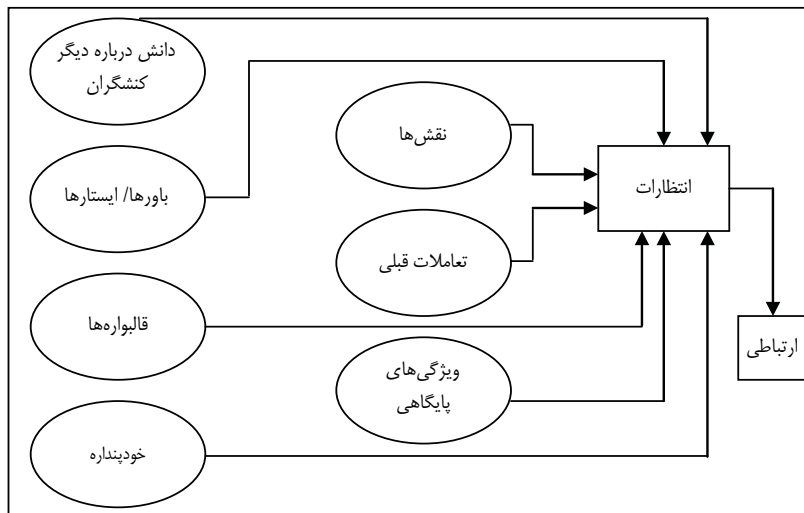 دانش درباره دیگر
کنشگران
نقش‌ها
باورها/ ایستارها
انتظارات
تعاملات قبلی
قالبواره‌ها
ارتباطی
ویژگی‌های
پایگاهی
خودپنداره